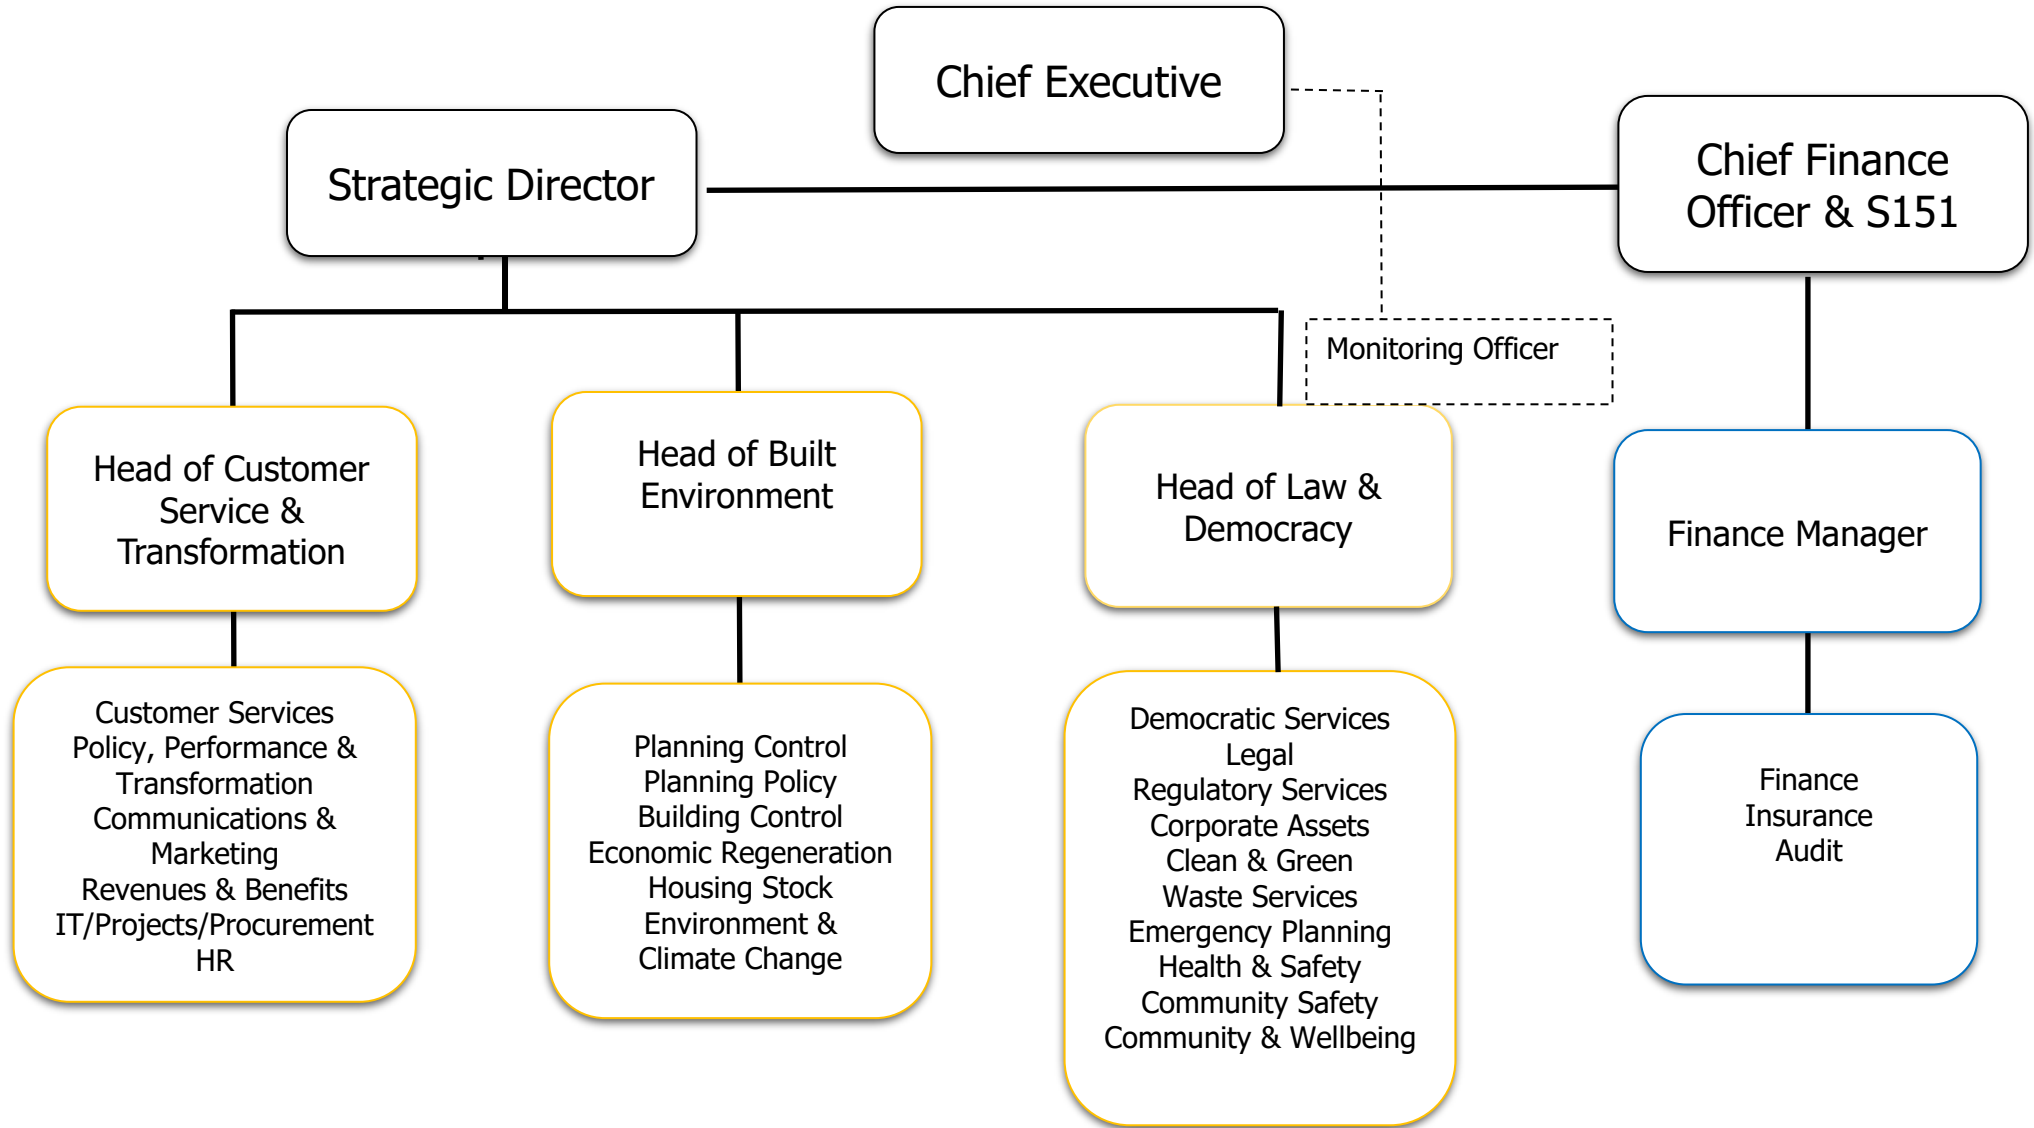 Chief Executive
Strategic Director
Chief Finance
Officer & S151
Monitoring Officer
Head of Customer
Service &
Transformation
Head of Built
Environment
Head of Law &
Democracy
Finance Manager
Customer Services
Policy, Performance &
Transformation
Communications &
Marketing
Revenues & Benefits
IT/Projects/Procurement
HR
Planning Control
Planning Policy
Building Control
Economic Regeneration
Housing Stock
Environment &
Climate Change
Democratic Services
Legal
Regulatory Services
Corporate Assets
Clean & Green
Waste Services
Emergency Planning
Health & Safety
Community Safety
Community & Wellbeing
Finance
Insurance
Audit